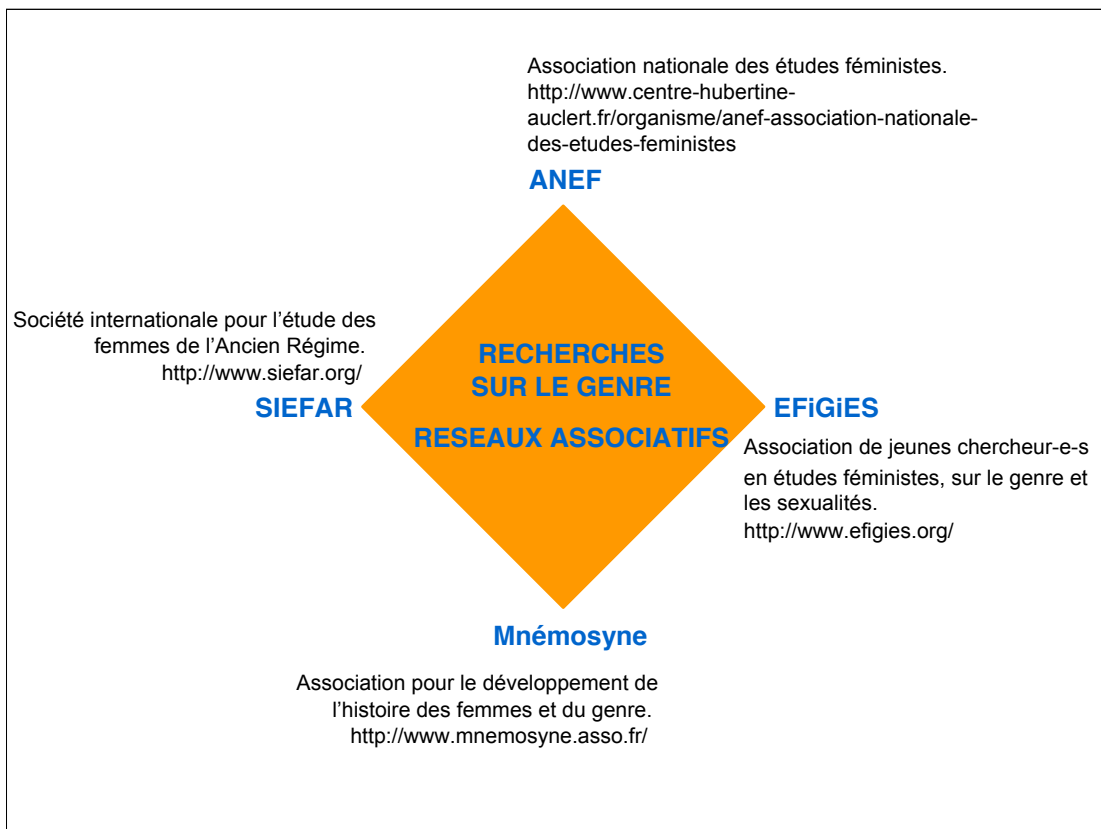 Association nationale des études féministes.
http://www.centre-hubertine-
auclert.fr/organisme/anef-association-nationale-
des-etudes-feministes
ANEF
Société internationale pour l’étude des
femmes de l’Ancien Régime.
http://www.siefar.org/
SIEFAR
RECHERCHES
SUR LE GENRE
RESEAUX ASSOCIATIFS
EFiGiES
Association de jeunes chercheur-e-s
en études féministes, sur le genre et
les sexualités.
http://www.efigies.org/
Mnémosyne
Association pour le développement de
l’histoire des femmes et du genre.
http://www.mnemosyne.asso.fr/